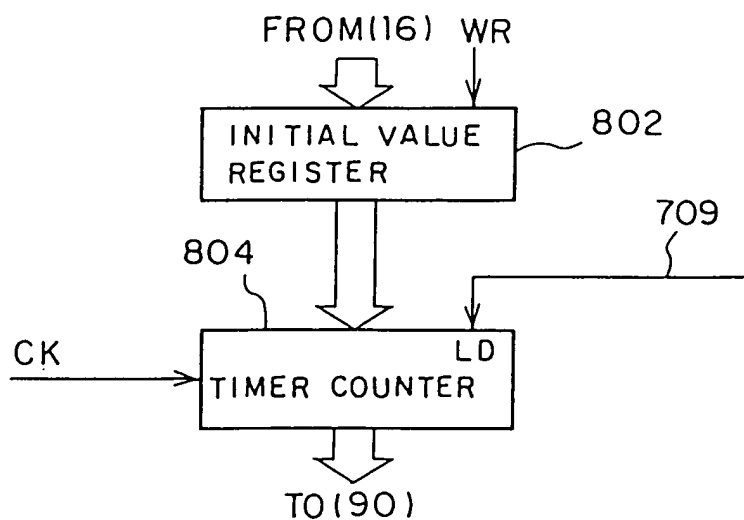 FROM(16) WR
INITIAL VALUE
REGISTER
802
709
804
LD
CK
TIMER COUNTER
TO(90)